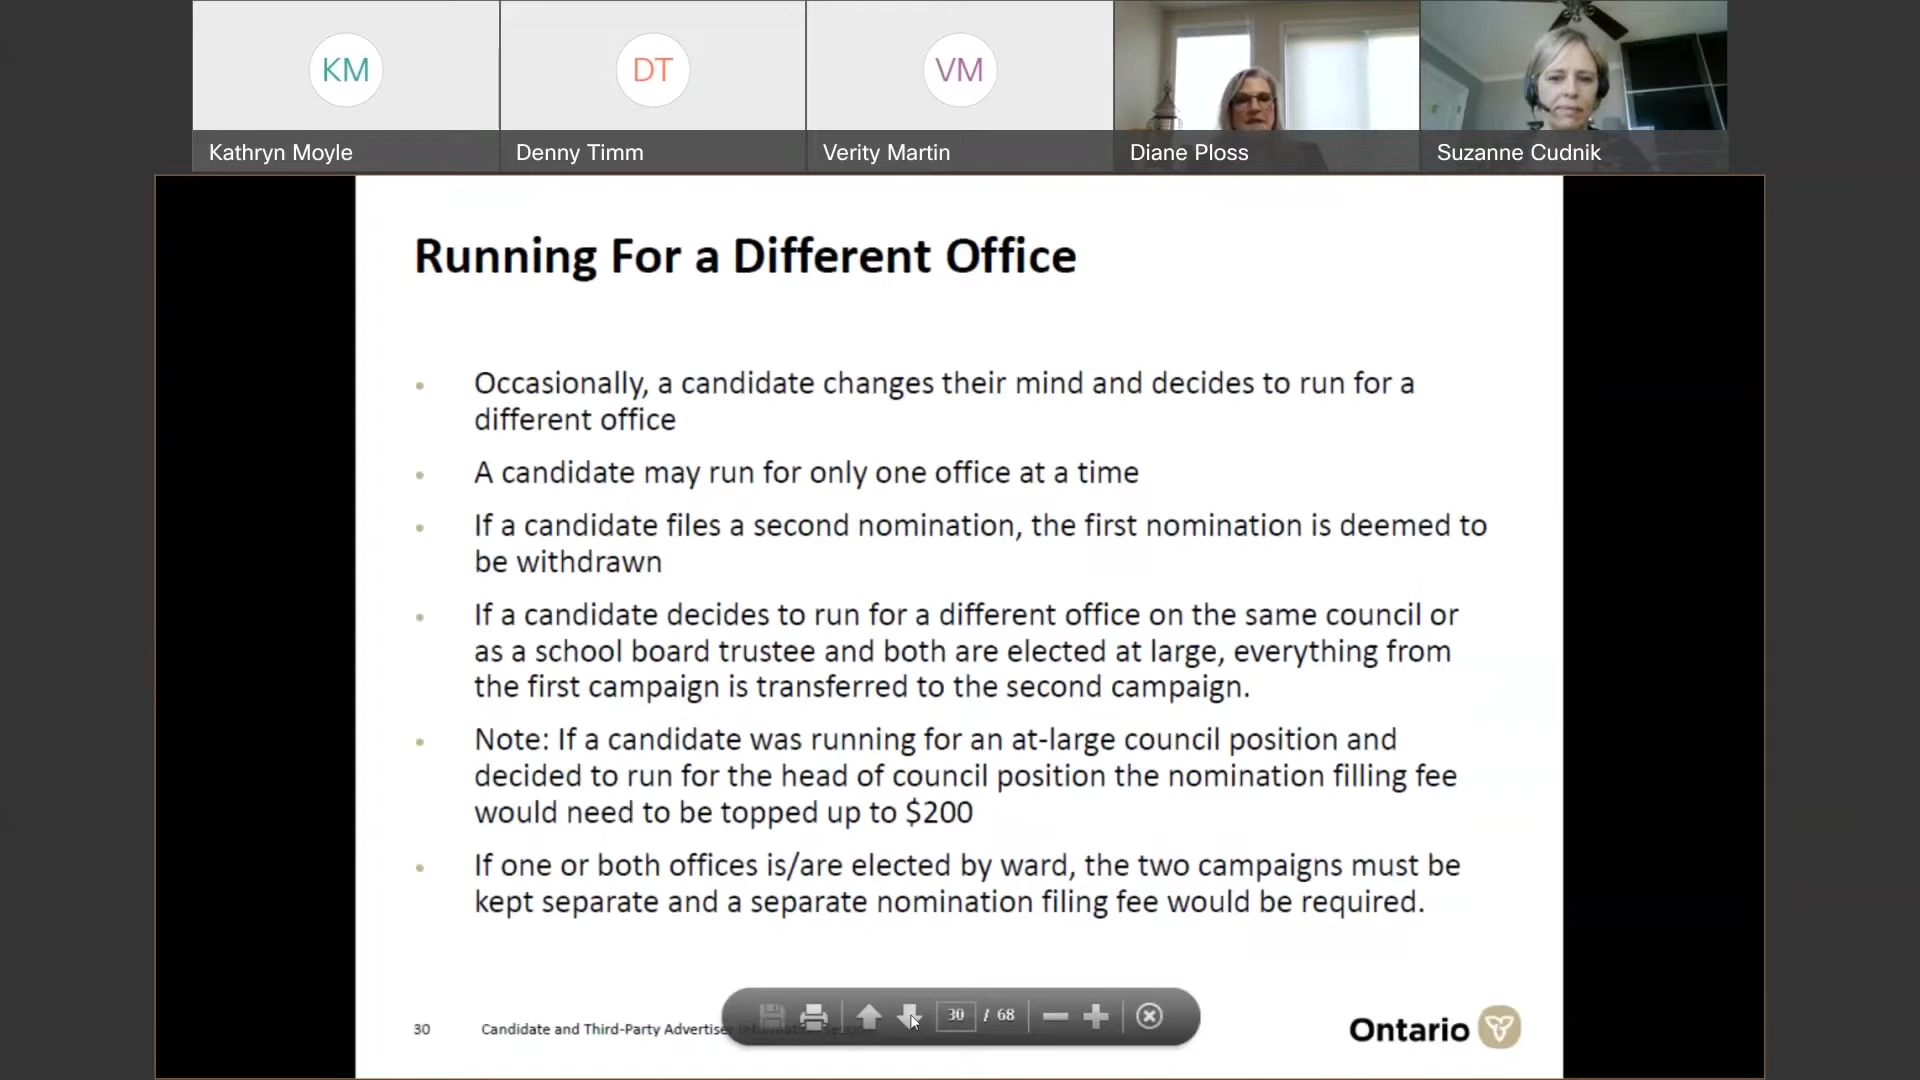 KM
DT
VM
Kathryn Moyle
Denny Timm
Verity Martin
Diane Ploss
Suzanne Cudnik
Running For a Different Office
Occasionally, a candidate changes their mind and decides to run for a
different office
A candidate may run for only one office at a time
If a candidate files a second nomination, the first nomination is deemed to
be withdrawn
If a candidate decides to run for a different office on the same council or
as a school board trustee and both are elected at large, everything from
the first campaign is transferred to the second campaign.
Note: If a candidate was running for an at-large council position and
decided to run for the head of council position the nomination filling fee
would need to be topped up to $200
If one or both offices is/are elected by ward, the two campaigns must be
kept separate and a separate nomination filing fee would be required.
30
Candidate and Third-Party Advertiser
30 / 68
Ontario